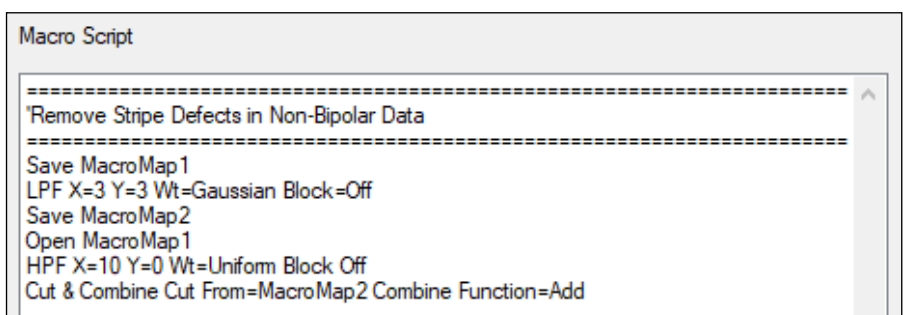 Macro Script
========================================================================
'Remove Stripe Defects in Non-Bipolar Data
========================================================================
Save MacroMap1
LPF X=3 Y=3 Wt=Gaussian Block=Off
Save MacroMap2
Open MacroMap1
HPF X=10 Y=0 Wt=Uniform Block Off
Cut & Combine Cut From=MacroMap2 Combine Function=Add